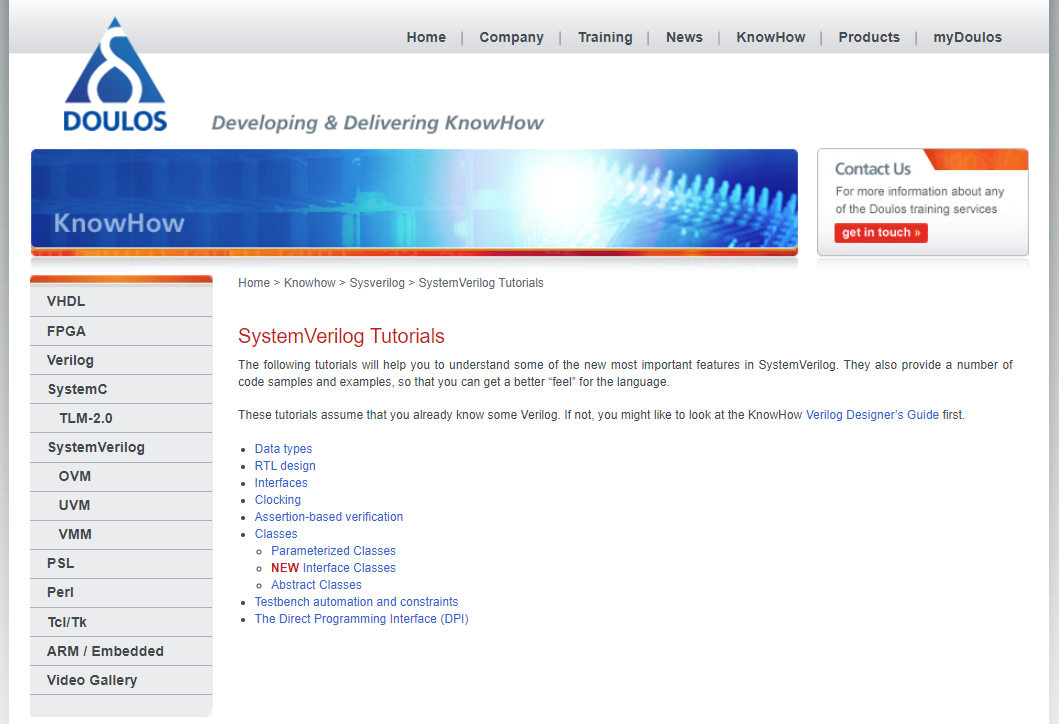 Home | Company | Training | News | KnowHow | Products | myDoulos
DOULOS
Developing & Delivering KnowHow
KnowHow
Contact Us
For more information about any
of the Doulos training services
get in touch »
VHDL
FPGA
Verilog
SystemC
TLM-2.0
SystemVerilog
OVM
UVM
VMM
PSL
Perl
Tcl/Tk
ARM / Embedded
Video Gallery
Home > Knowhow > Sysverilog > SystemVerilog Tutorials
SystemVerilog Tutorials
The following tutorials will help you to understand some of the new most important features in SystemVerilog. They also provide a number of
code samples and examples, so that you can get a better “feel” for the language.
These tutorials assume that you already know some Verilog. If not, you might like to look at the KnowHow Verilog Designer’s Guide first.
Data types
RTL design
Interfaces
Clocking
Assertion-based verification
Classes
Parameterized Classes
NEW Interface Classes
Abstract Classes
Testbench automation and constraints
The Direct Programming Interface (DPI)